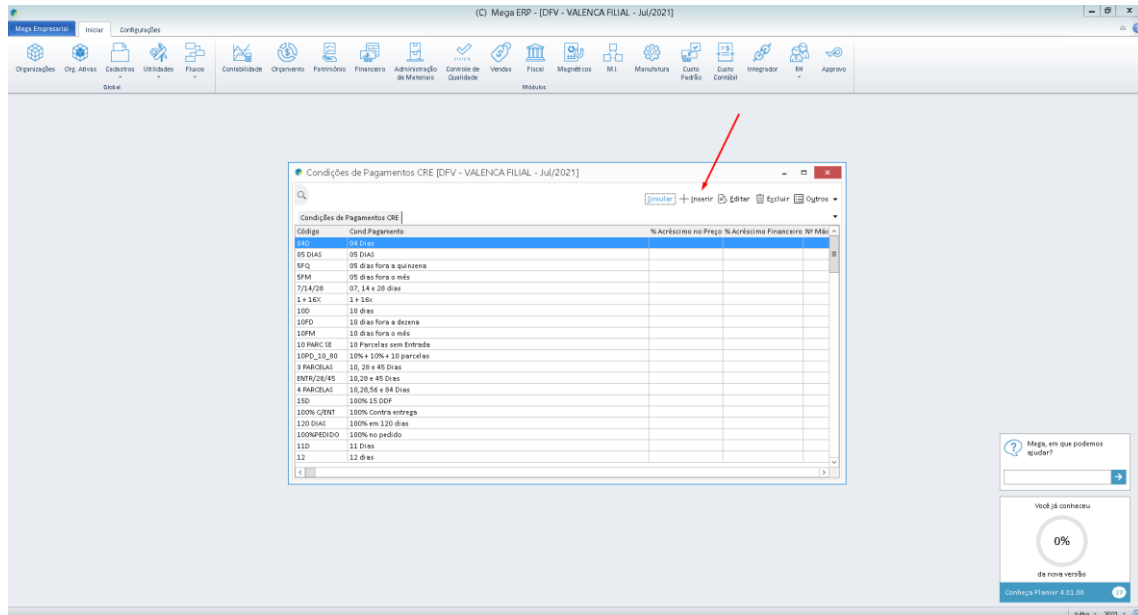 (C) Mega ERP - [DFV - VALENCA FILIAL - Jul/2021]
Mega Empresarial Iniciar Configurações
Organizações Org. Ativas Cadastros Utilidades Fluxos Contabilidade Orçamento Patrimônio Financeiro Administração de Materiais Controle de Qualidade Vendas Fiscal Magnéticos M.I. Manufatura Custo Padrão Custo Contábil Integrador RH Approvo
Global Módulos
Condições de Pagamentos CRE [DFV - VALENCA FILIAL - Jul/2021]
Simular Inserir Editar Excluir Outros
Condições de Pagamentos CRE
Código Cond.Pagamento % Acréscimo no Preço % Acréscimo Financeiro Nº Máx
04D 04 Dias
05 DIAS 05 DIAS
5FQ 05 dias fora a quinzena
5FM 05 dias fora o mês
7/14/28 07, 14 e 28 dias
1 + 16X 1 + 16x
10D 10 dias
10FD 10 dias fora a dezena
10FM 10 dias fora o mês
10 PARC SE 10 Parcelas sem Entrada
10PD_10_80 10% + 10% + 10 parcelas
3 PARCELAS 10, 28 e 45 Dias
ENTR/28/45 10,28 e 45 Dias
4 PARCELAS 10,28,56 e 84 Dias
15D 100% 15 DDF
100% C/ENT 100% Contra entrega
120 DIAS 100% em 120 dias
100%PEDIDO 100% no pedido
11D 11 Dias
12 12 dias
Mega, em que podemos
ajudar?
Você já conheceu
0%
da nova versão
Conheça Planier 4.61.00 37
Julho 2021